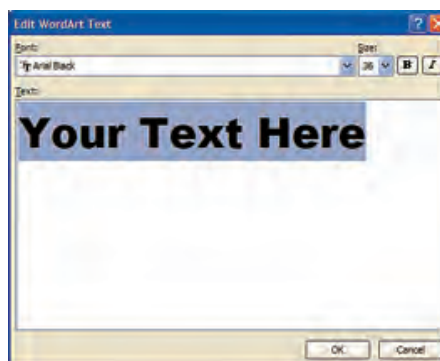 Edit WordArt Text
Font:
Size:
Arial Black
36
B
I
Text:
Your Text Here
OK
Cancel